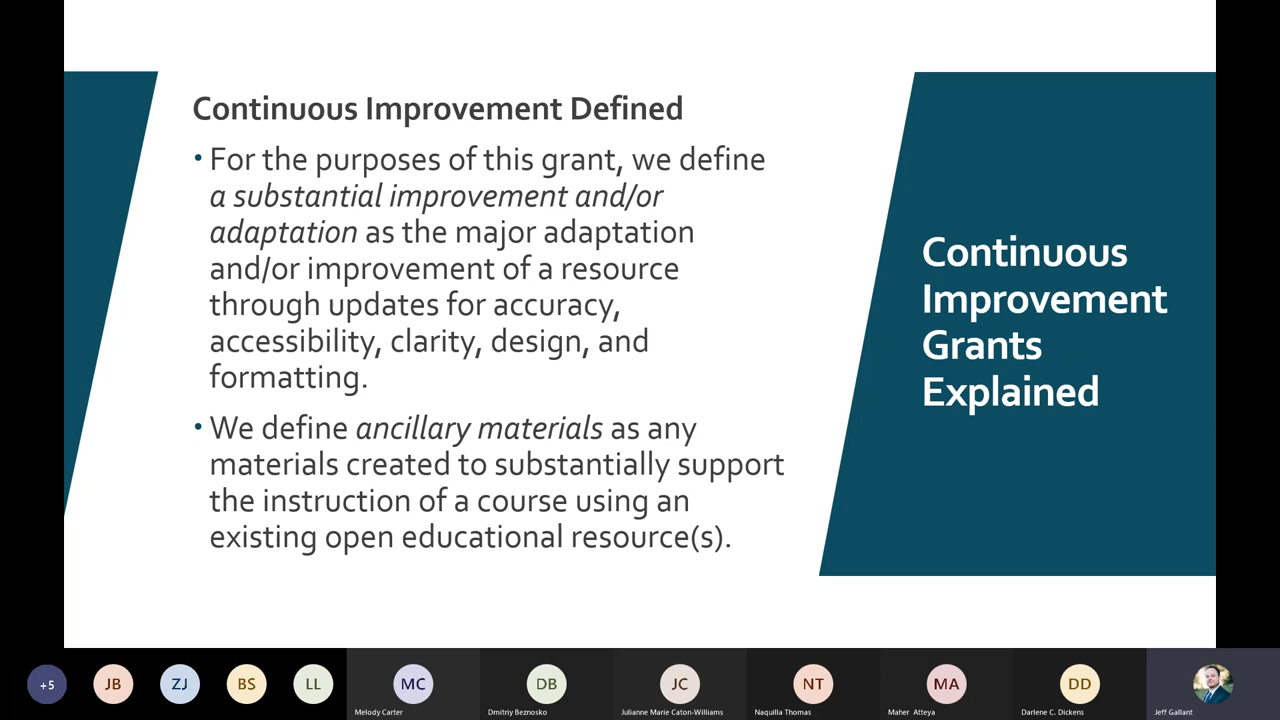 Continuous Improvement Defined
• For the purposes of this grant, we define
a substantial improvement and/or
adaptation as the major adaptation
and/or improvement of a resource
through updates for accuracy,
accessibility, clarity, design, and
formatting.
• We define ancillary materials as any
materials created to substantially support
the instruction of a course using an
existing open educational resource(s).
Continuous
Improvement
Grants
Explained
+5
JB
ZJ
BS
LL
MC
Melody Carter
DB
Dmitriy Beznosko
JC
Julianne Marie Caton-Williams
NT
Naquilla Thomas
MA
Maher Atteya
DD
Darlene C. Dickens
Jeff Gallant